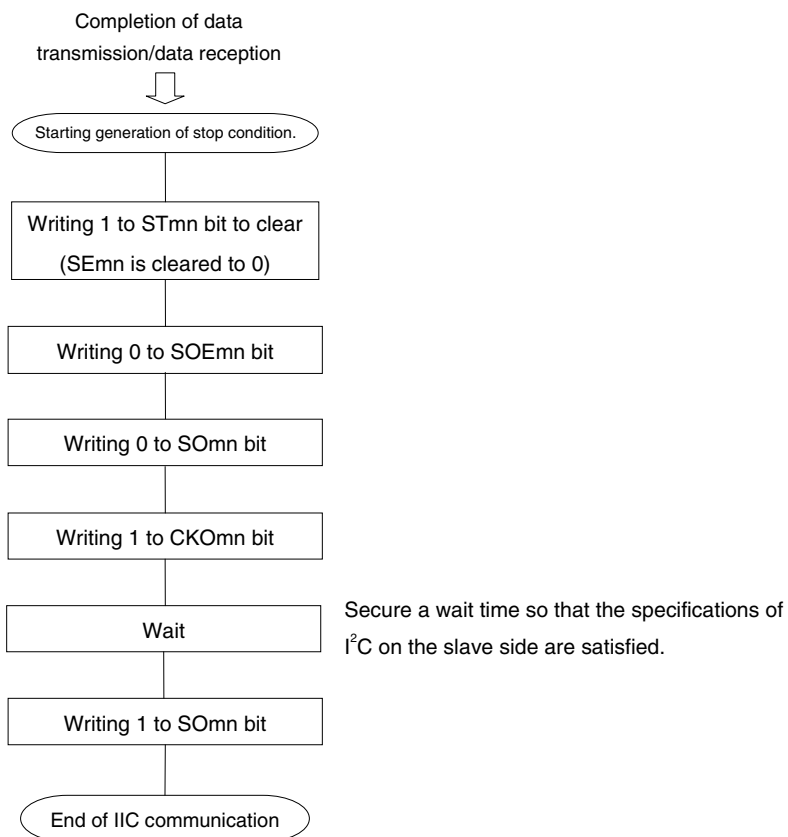 Completion of data
transmission/data reception
Starting generation of stop condition.
Writing 1 to STmn bit to clear
(SEmn is cleared to 0)
Writing 0 to SOEmn bit
Writing 0 to SOmn bit
Writing 1 to CKOmn bit
Wait
Secure a wait time so that the specifications of
I²C on the slave side are satisfied.
Writing 1 to SOmn bit
End of IIC communication